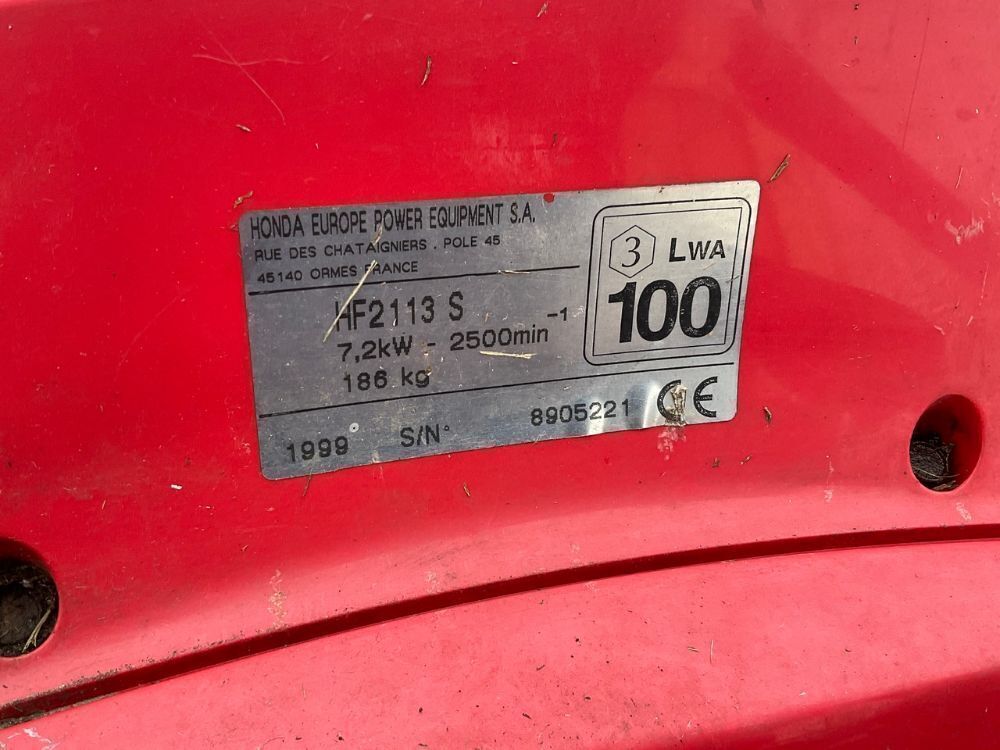 HONDA EUROPE POWER EQUIPMENT S.A.
RUE DES CHATAIGNIERS . POLE 45
45140 ORMES FRANCE
3 LWA
100
HF2113 S
7,2kW - 2500min⁻¹
186 kg
1999 S/N° 8905221 CE